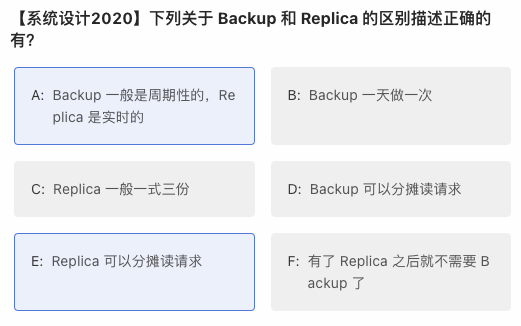 【系统设计2020】下列关于 Backup 和 Replica 的区别描述正确的
有?
A: Backup 一般是周期性的，Re
plica 是实时的
B: Backup 一天做一次
C: Replica 一般一式三份
D: Backup 可以分摊读请求
E: Replica 可以分摊读请求
F: 有了 Replica 之后就不需要 B
ackup 了